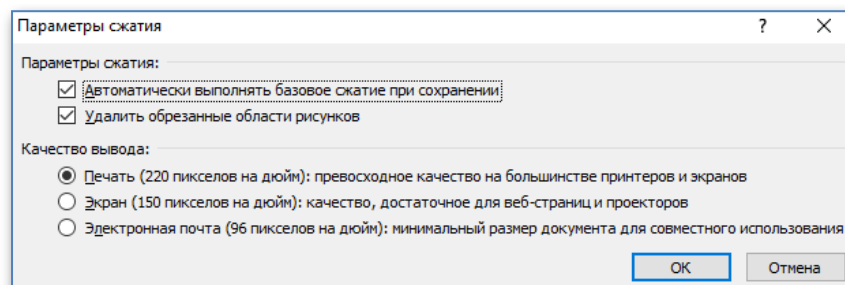 Параметры сжатия ? ×
Параметры сжатия:
Автоматически выполнять базовое сжатие при сохранении
Удалить обрезанные области рисунков
Качество вывода:
Печать (220 пикселов на дюйм): превосходное качество на большинстве принтеров и экранов
Экран (150 пикселов на дюйм): качество, достаточное для веб-страниц и проекторов
Электронная почта (96 пикселов на дюйм): минимальный размер документа для совместного использования
ОК Отмена